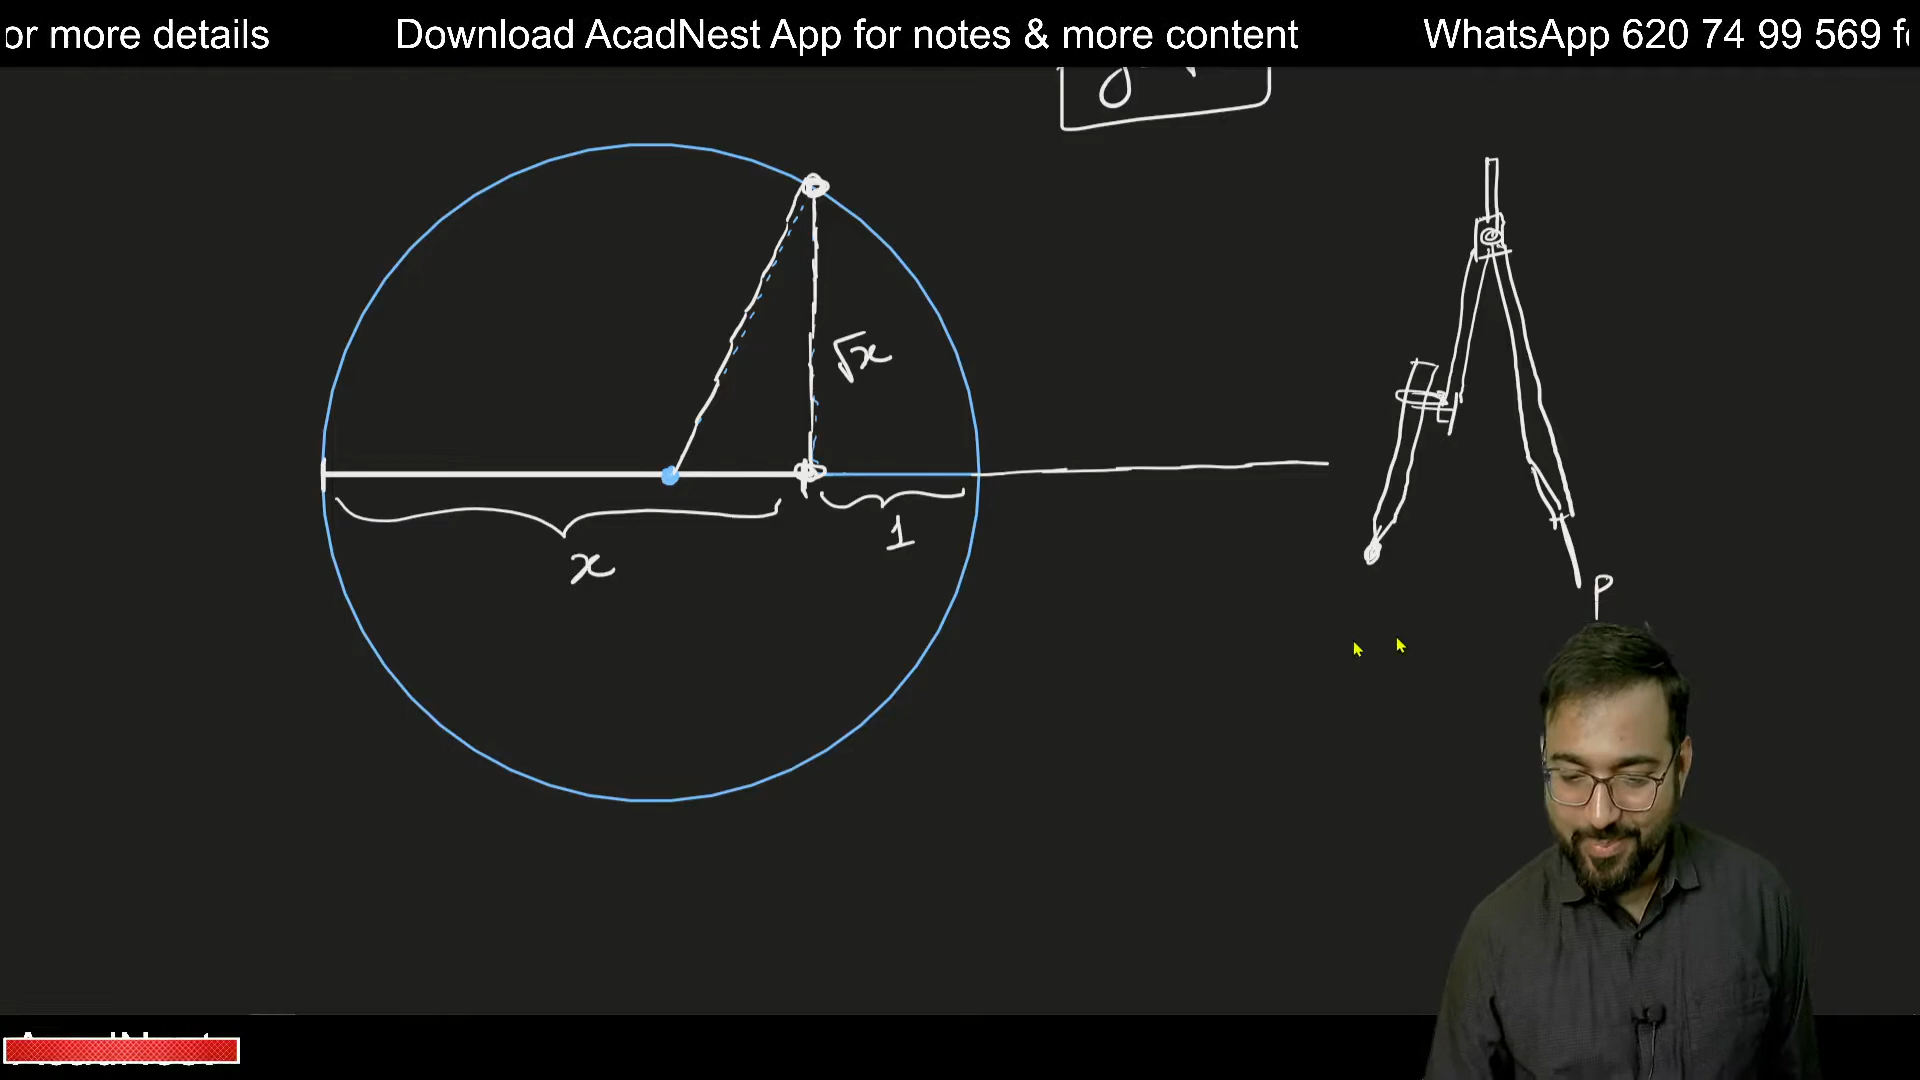 or more details Download AcadNest App for notes & more content WhatsApp 620 74 99 569 f
√x
1
x
P